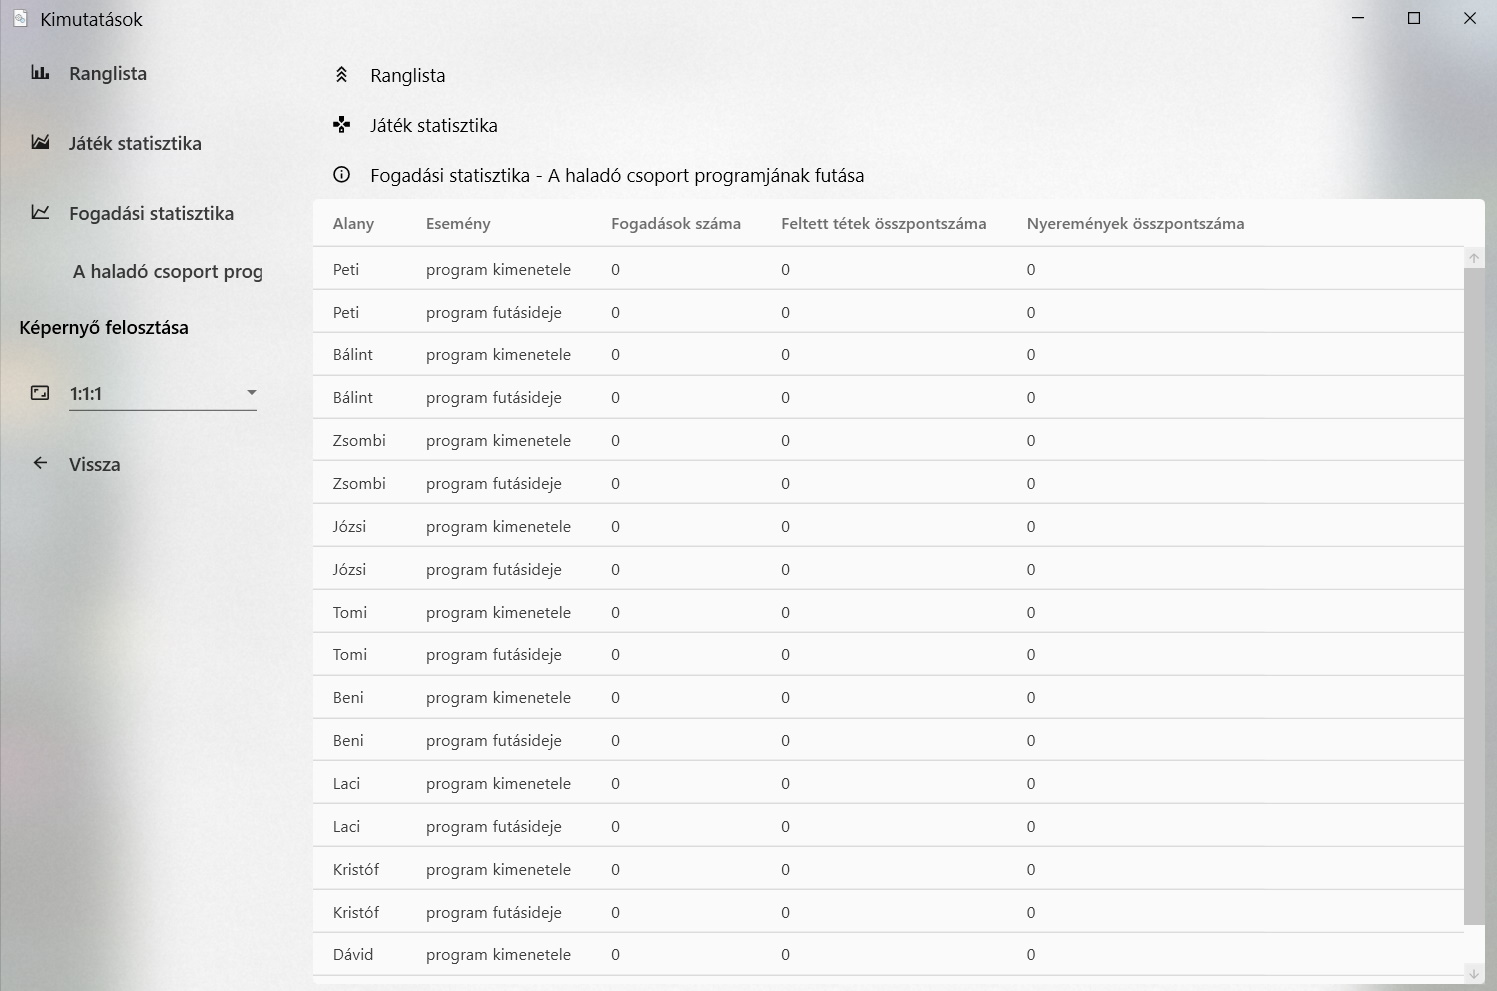 Kimutatások
Ranglista
Játék statisztika
Fogadási statisztika
A haladó csoport prog
Képernyő felosztása
1:1:1
Vissza
Ranglista
Játék statisztika
Fogadási statisztika - A haladó csoport programjának futása
Alany Esemény Fogadások száma Feltett tétek összpontszáma Nyeremények összpontszáma
Peti program kimenetele 0 0 0
Peti program futásideje 0 0 0
Bálint program kimenetele 0 0 0
Bálint program futásideje 0 0 0
Zsombi program kimenetele 0 0 0
Zsombi program futásideje 0 0 0
Józsi program kimenetele 0 0 0
Józsi program futásideje 0 0 0
Tomi program kimenetele 0 0 0
Tomi program futásideje 0 0 0
Beni program kimenetele 0 0 0
Beni program futásideje 0 0 0
Laci program kimenetele 0 0 0
Laci program futásideje 0 0 0
Kristóf program kimenetele 0 0 0
Kristóf program futásideje 0 0 0
Dávid program kimenetele 0 0 0